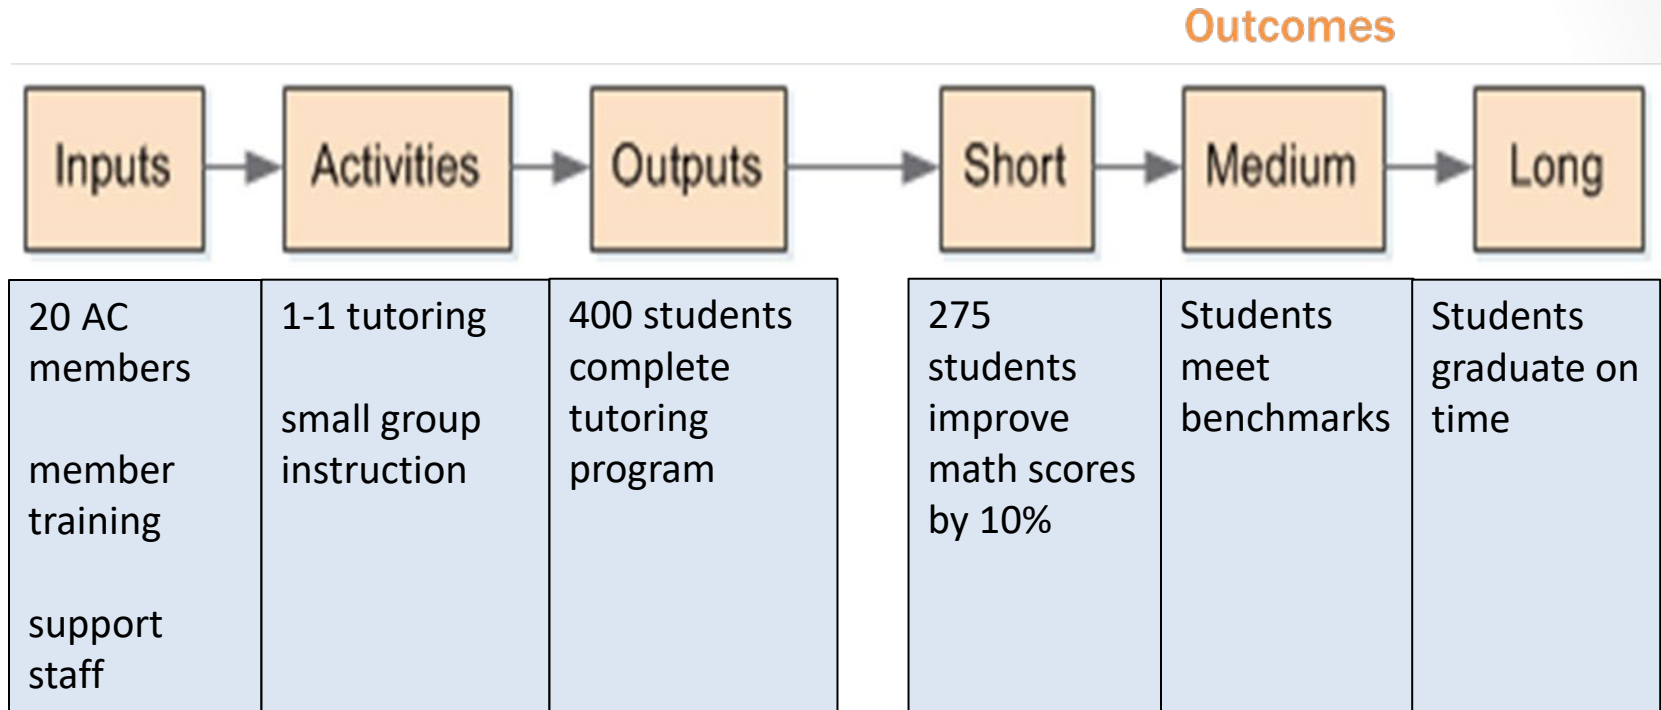 Outcomes
Inputs
Activities
Outputs
Short
Medium
Long
20 AC
members
member
training
support
staff
1-1 tutoring
small group
instruction
400 students
complete
tutoring
program
275
students
improve
math scores
by 10%
Students
meet
benchmarks
Students
graduate on
time